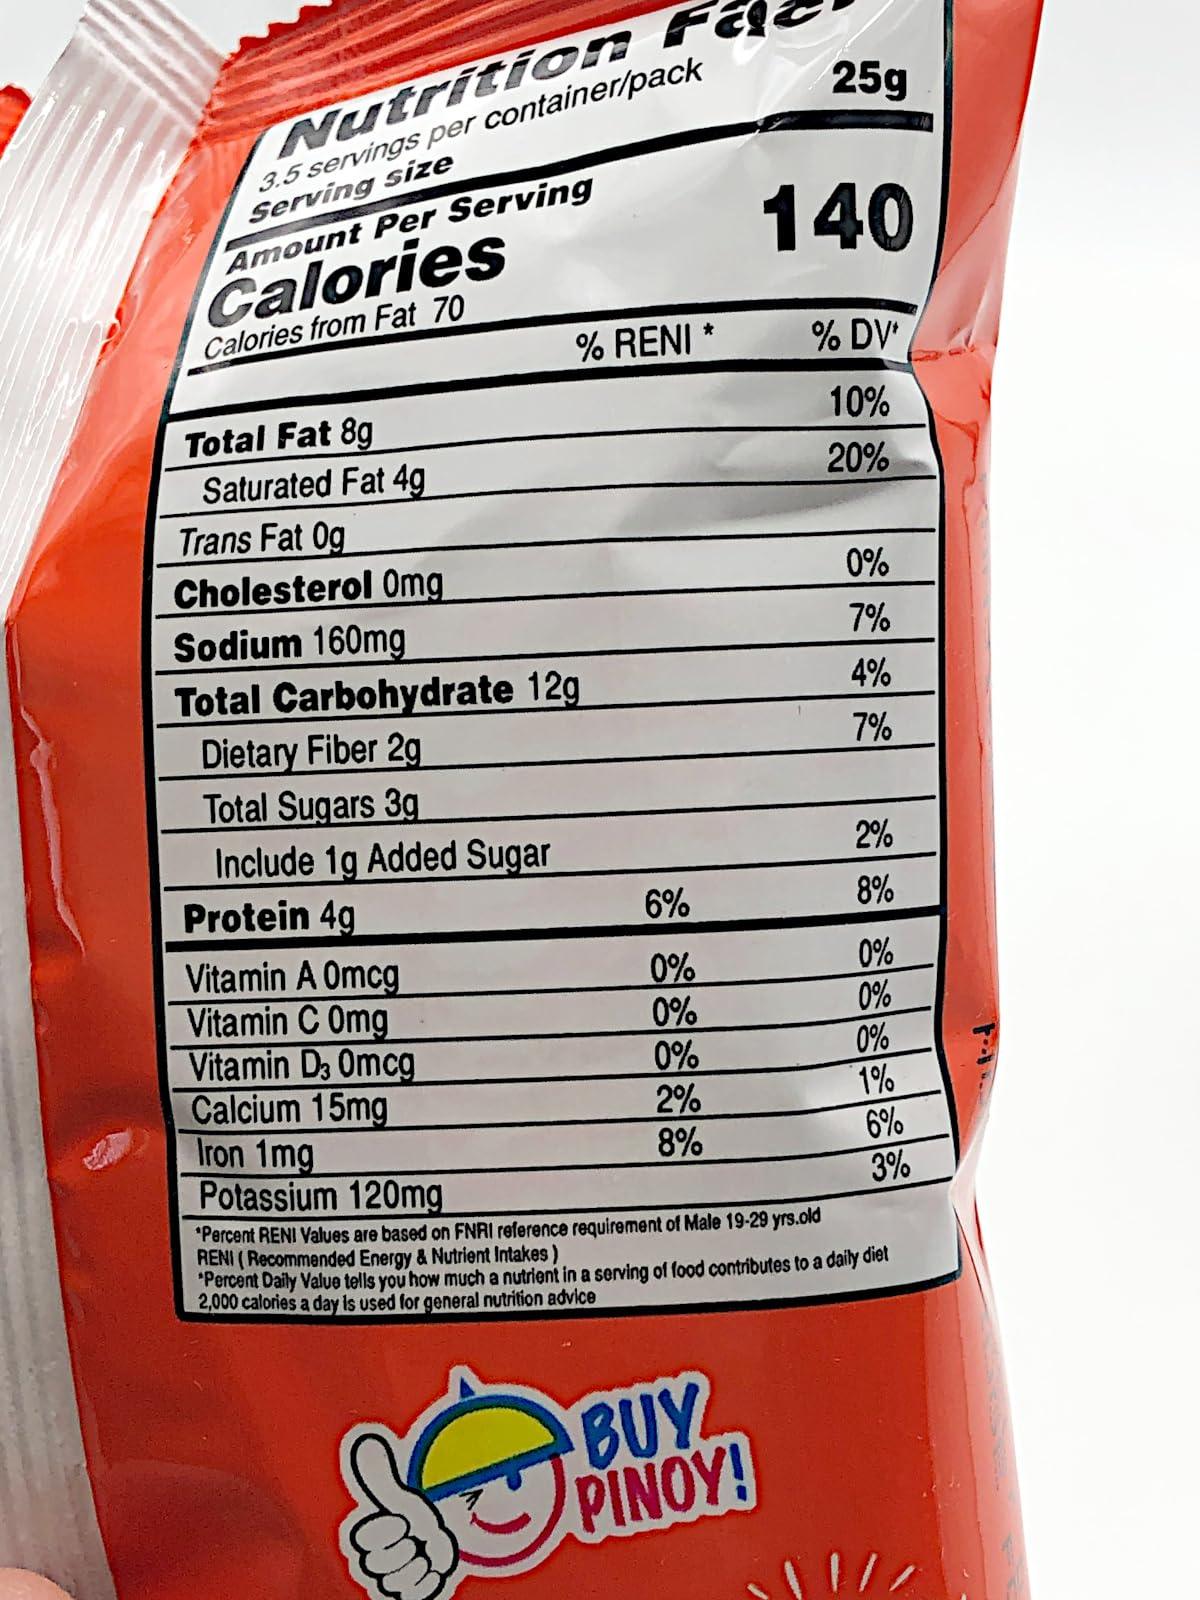 Nutrition Fac
3.5 servings per container/pack
Serving size 25g
Amount Per Serving
Calories 140
Calories from Fat 70
% RENI * % DV⁺
Total Fat 8g 10%
Saturated Fat 4g 20%
Trans Fat 0g
Cholesterol 0mg 0%
Sodium 160mg 7%
Total Carbohydrate 12g 4%
Dietary Fiber 2g 7%
Total Sugars 3g
Include 1g Added Sugar 2%
Protein 4g 6% 8%
Vitamin A 0mcg 0% 0%
Vitamin C 0mg 0% 0%
Vitamin D₃ 0mcg 0% 0%
Calcium 15mg 2% 1%
Iron 1mg 8% 6%
Potassium 120mg 3%
*Percent RENI Values are based on FNRI reference requirement of Male 19-29 yrs.old
RENI ( Recommended Energy & Nutrient Intakes )
⁺Percent Daily Value tells you how much a nutrient in a serving of food contributes to a daily diet
2,000 calories a day is used for general nutrition advice
BUY
PINOY!